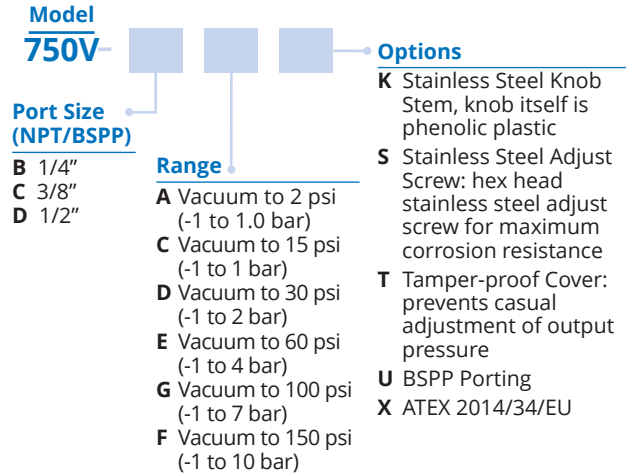 Model
750V-
Port Size
(NPT/BSPP)
B 1/4”
C 3/8”
D 1/2”
Range
A Vacuum to 2 psi
(-1 to 1.0 bar)
C Vacuum to 15 psi
(-1 to 1 bar)
D Vacuum to 30 psi
(-1 to 2 bar)
E Vacuum to 60 psi
(-1 to 4 bar)
G Vacuum to 100 psi
(-1 to 7 bar)
F Vacuum to 150 psi
(-1 to 10 bar)
Options
K Stainless Steel Knob
Stem, knob itself is
phenolic plastic
S Stainless Steel Adjust
Screw: hex head
stainless steel adjust
screw for maximum
corrosion resistance
T Tamper-proof Cover:
prevents casual
adjustment of output
pressure
U BSPP Porting
X ATEX 2014/34/EU